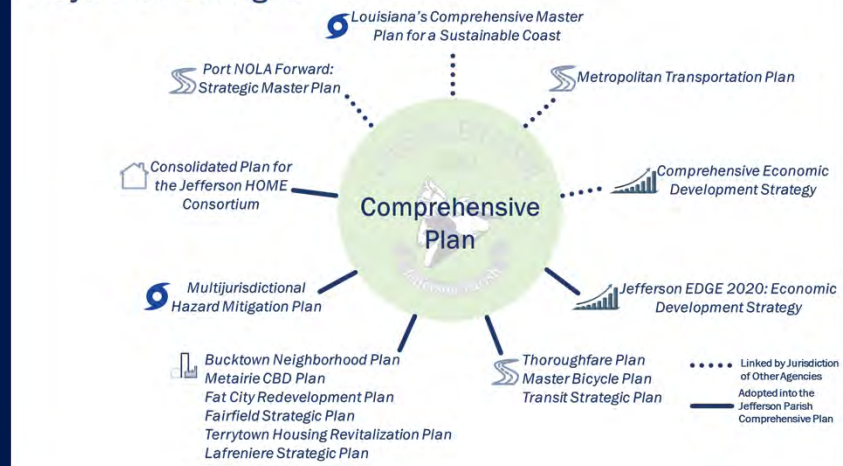 Louisiana's Comprehensive Master
Plan for a Sustainable Coast
Port NOLA Forward:
Strategic Master Plan
Metropolitan Transportation Plan
Consolidated Plan for
the Jefferson HOME
Consortium
Comprehensive Economic
Development Strategy
Comprehensive
Plan
Jefferson Parish
Multijurisdictional
Hazard Mitigation Plan
Jefferson EDGE 2020: Economic
Development Strategy
Bucktown Neighborhood Plan
Metairie CBD Plan
Fat City Redevelopment Plan
Fairfield Strategic Plan
Terrytown Housing Revitalization Plan
Lafreniere Strategic Plan
Thoroughfare Plan
Master Bicycle Plan
Transit Strategic Plan
Linked by Jurisdiction
of Other Agencies
Adopted into the
Jefferson Parish
Comprehensive Plan